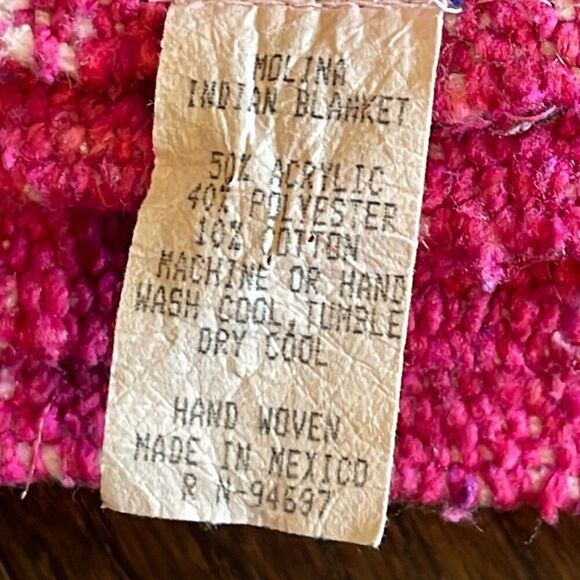 MOLINA
INDIAN BLANKET
50% ACRYLIC
40% POLYESTER
10% COTTON
MACHINE OR HAND
WASH COOL, TUMBLE
DRY COOL
HAND WOVEN
MADE IN MEXICO
R N-94697